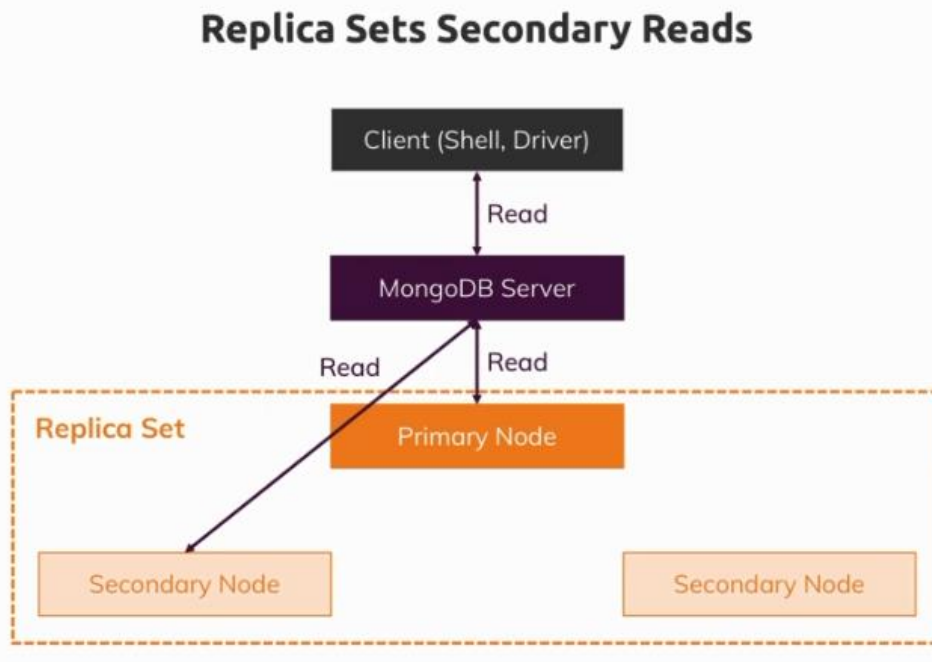 Replica Sets Secondary Reads
Client (Shell, Driver)
Read
MongoDB Server
Read
Read
Replica Set
Primary Node
Secondary Node
Secondary Node